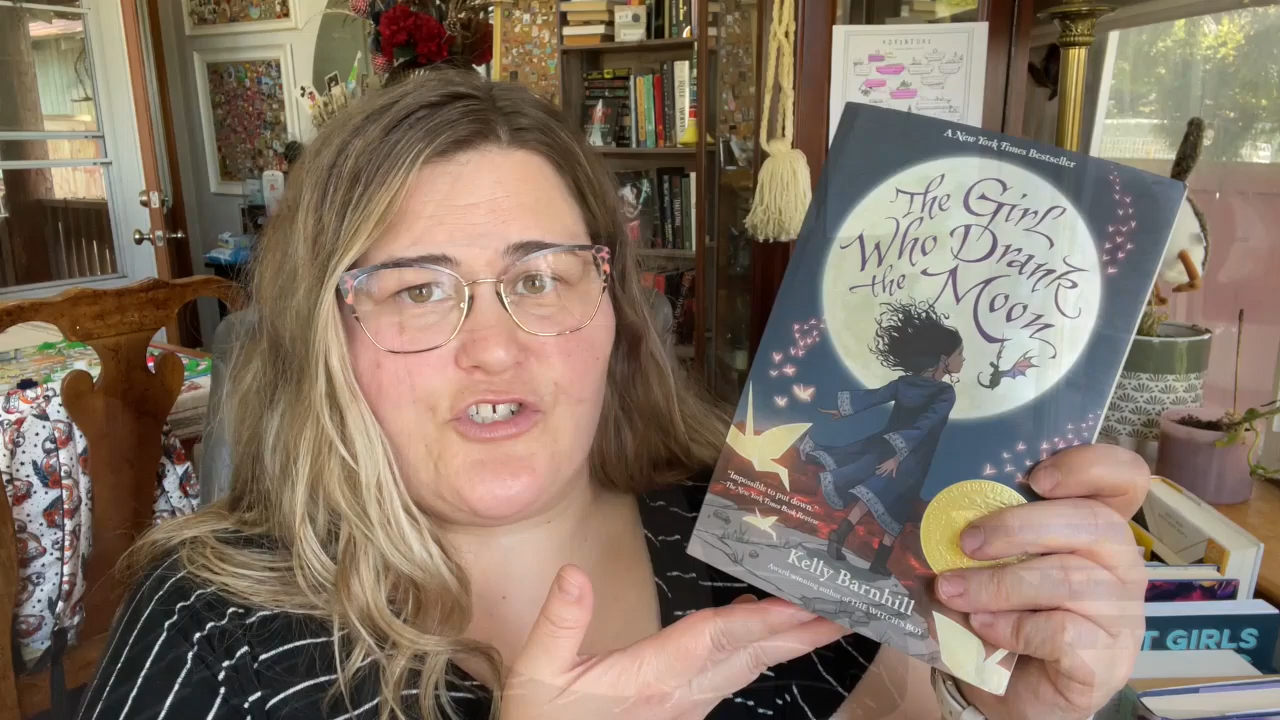 ADVENTURE
A New York Times Bestseller
The Girl
Who Drank
the Moon
"Impossible to put down."
—The New York Times Book Review
Kelly Barnhill
Award-winning author of THE WITCH'S BOY
T GIRLS